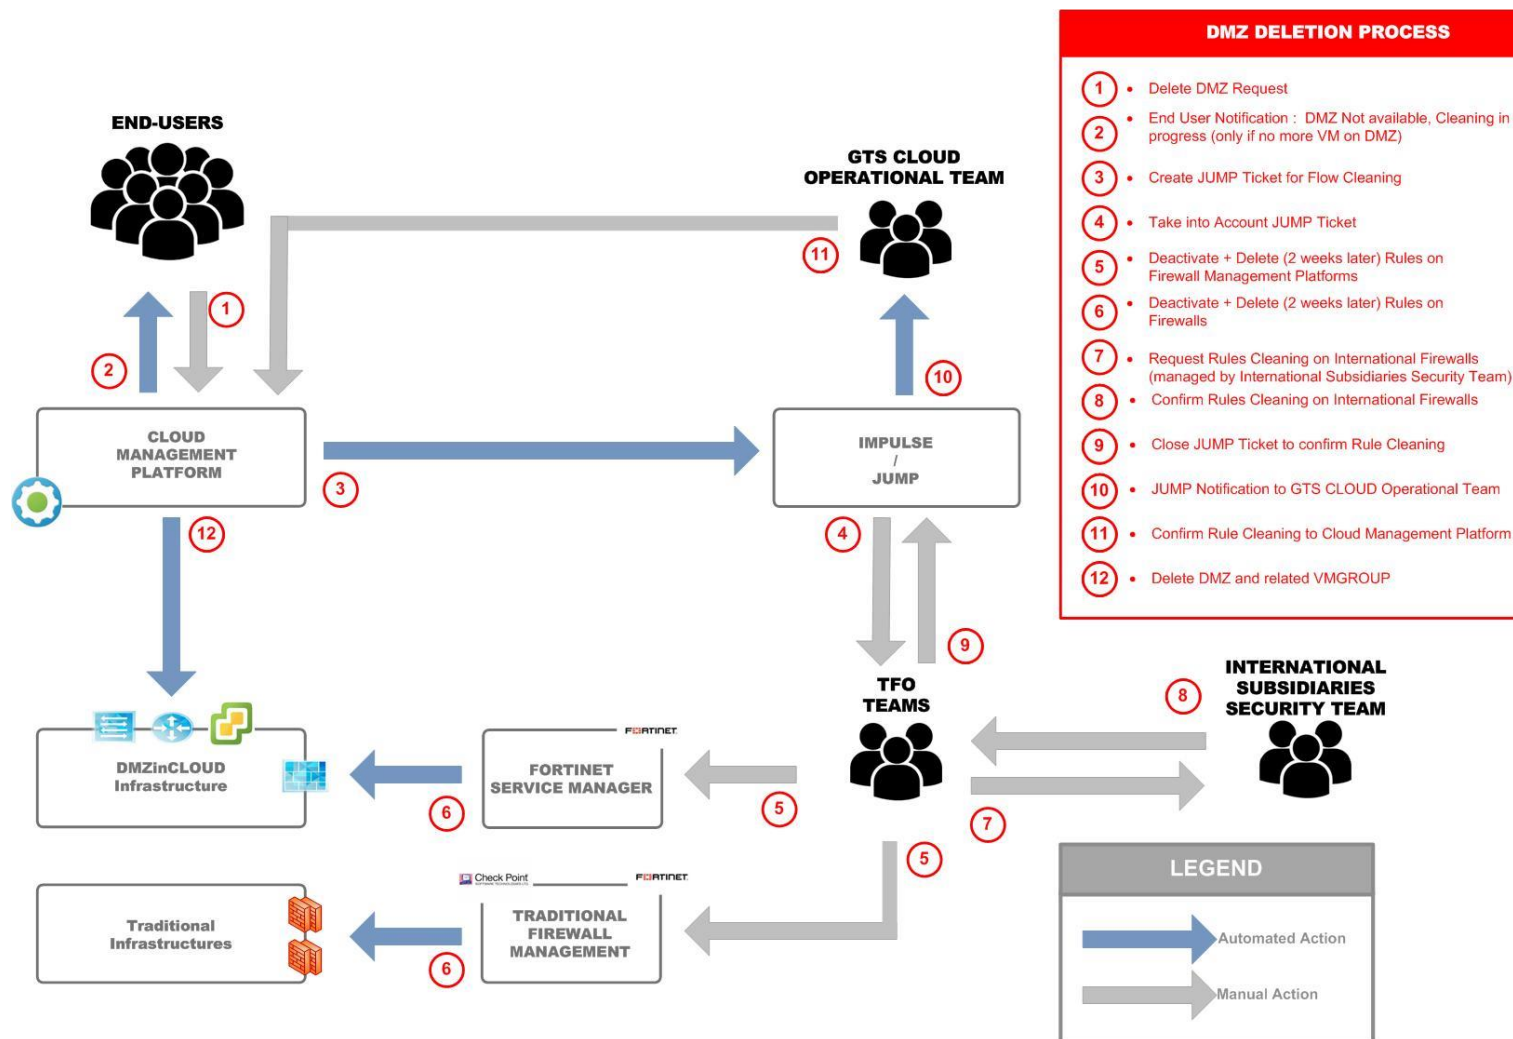 DMZ DELETION PROCESS
1 • Delete DMZ Request
2 • End User Notification : DMZ Not available, Cleaning in
progress (only if no more VM on DMZ)
3 • Create JUMP Ticket for Flow Cleaning
4 • Take into Account JUMP Ticket
5 • Deactivate + Delete (2 weeks later) Rules on
Firewall Management Platforms
6 • Deactivate + Delete (2 weeks later) Rules on
Firewalls
7 • Request Rules Cleaning on International Firewalls
(managed by International Subsidiaries Security Team)
8 • Confirm Rules Cleaning on International Firewalls
9 • Close JUMP Ticket to confirm Rule Cleaning
10 • JUMP Notification to GTS CLOUD Operational Team
11 • Confirm Rule Cleaning to Cloud Management Platform
12 • Delete DMZ and related VMGROUP
END-USERS
GTS CLOUD
OPERATIONAL TEAM
11
1
2
10
CLOUD
MANAGEMENT
PLATFORM
3
IMPULSE
/
JUMP
12
4
9
TFO
TEAMS
8
INTERNATIONAL
SUBSIDIARIES
SECURITY TEAM
7
DMZinCLOUD
Infrastructure
6
FORTINET
FORTINET
SERVICE MANAGER
5
5
Traditional
Infrastructures
6
Check Point
SOFTWARE TECHNOLOGIES LTD.
FORTINET
TRADITIONAL
FIREWALL
MANAGEMENT
LEGEND
Automated Action
Manual Action